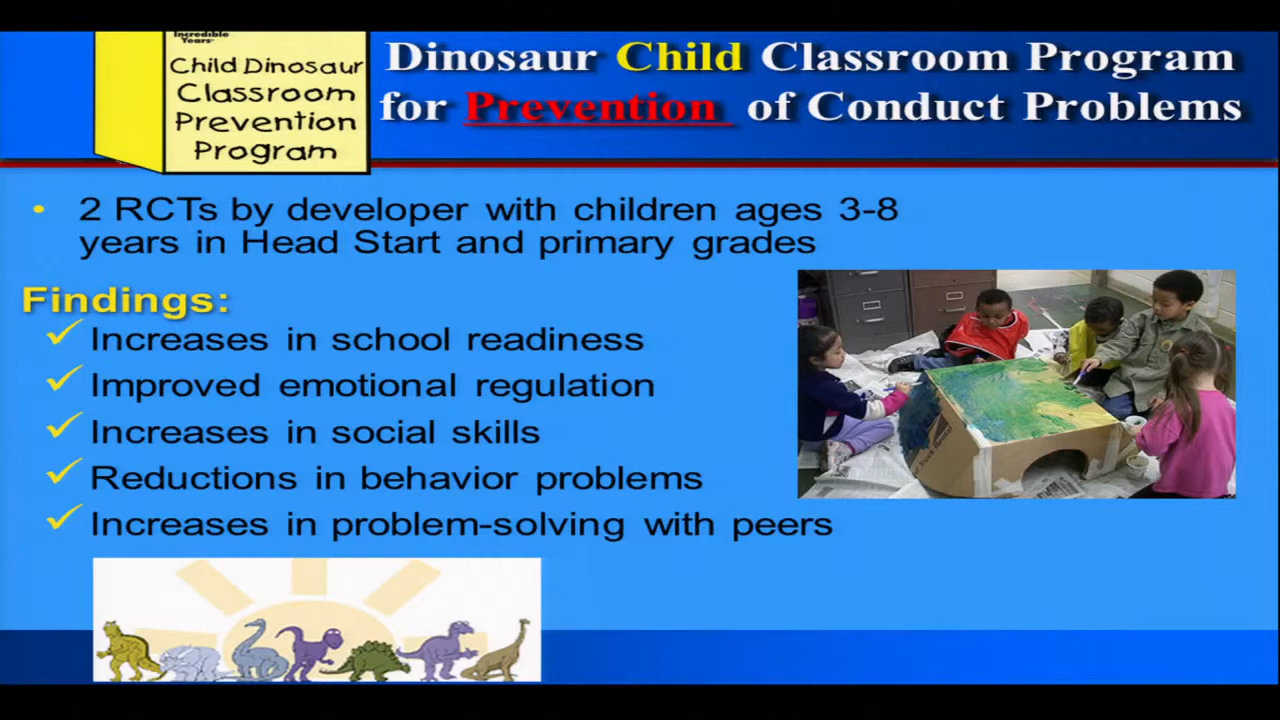 Incredible
Years
Child Dinosaur
Classroom
Prevention
Program
Dinosaur Child Classroom Program
for Prevention of Conduct Problems
• 2 RCTs by developer with children ages 3-8
years in Head Start and primary grades
Findings:
✓ Increases in school readiness
✓ Improved emotional regulation
✓ Increases in social skills
✓ Reductions in behavior problems
✓ Increases in problem-solving with peers